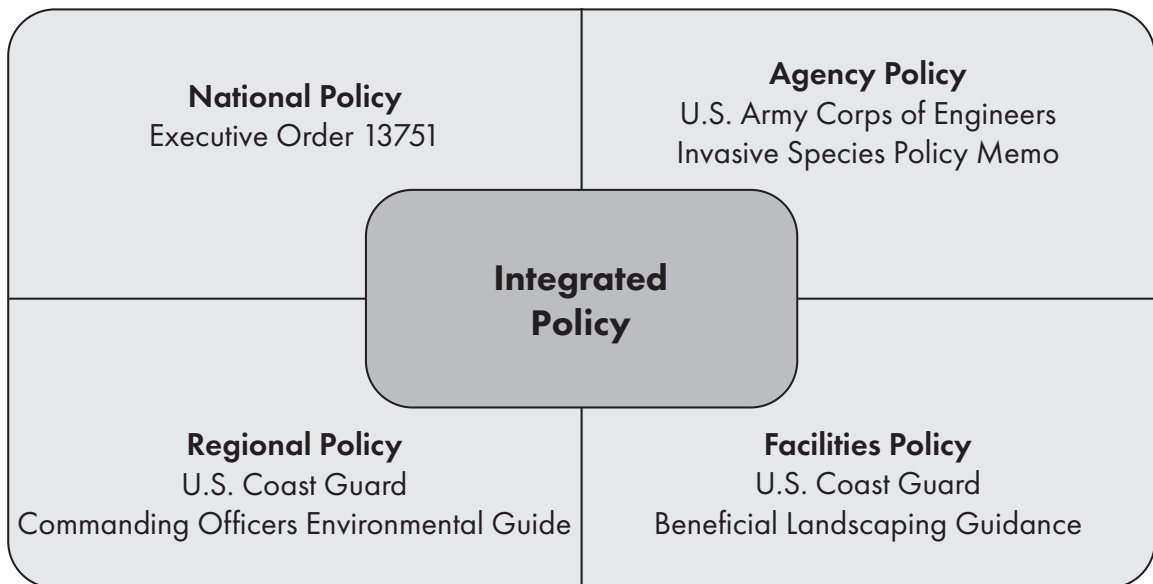 National Policy
Executive Order 13751
Agency Policy
U.S. Army Corps of Engineers
Invasive Species Policy Memo
Integrated
Policy
Regional Policy
U.S. Coast Guard
Commanding Officers Environmental Guide
Facilities Policy
U.S. Coast Guard
Beneficial Landscaping Guidance